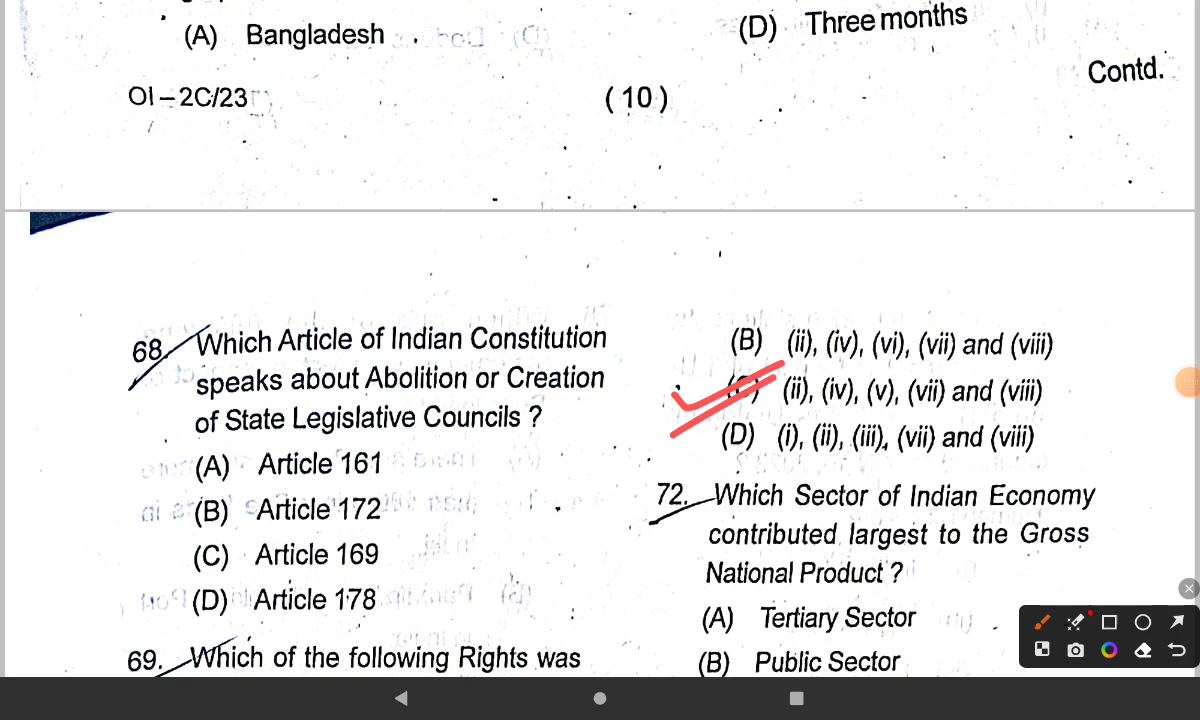 (A) Bangladesh
(D) Three months
Contd.
OI – 2C/23
( 10 )
68. Which Article of Indian Constitution
speaks about Abolition or Creation
of State Legislative Councils ?
(A) Article 161
(B) Article 172
(C) Article 169
(D) Article 178
69. Which of the following Rights was
(B) (ii), (iv), (vi), (vii) and (viii)
(C) (ii), (iv), (v), (vii) and (viii)
(D) (i), (ii), (iii), (vii) and (viii)
72. Which Sector of Indian Economy
contributed largest to the Gross
National Product ?
(A) Tertiary Sector
(B) Public Sector